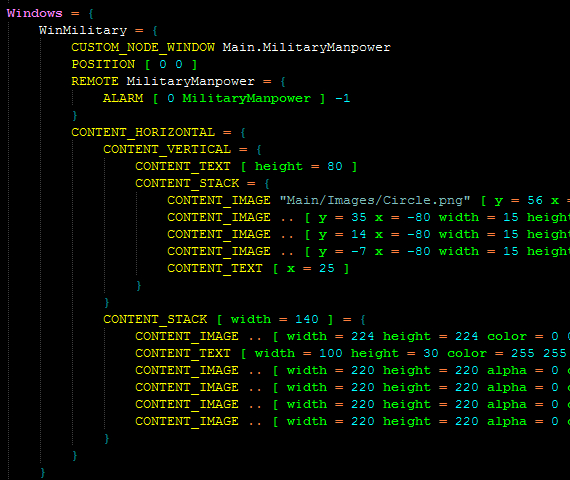 Windows = {
WinMilitary = {
CUSTOM_NODE_WINDOW Main.MilitaryManpower
POSITION [ 0 0 ]
REMOTE MilitaryManpower = {
ALARM [ 0 MilitaryManpower ] -1
}
CONTENT_HORIZONTAL = {
CONTENT_VERTICAL = {
CONTENT_TEXT [ height = 80 ]
CONTENT_STACK = {
CONTENT_IMAGE "Main/Images/Circle.png" [ y = 56 x =
CONTENT_IMAGE .. [ y = 35 x = -80 width = 15 height
CONTENT_IMAGE .. [ y = 14 x = -80 width = 15 height
CONTENT_IMAGE .. [ y = -7 x = -80 width = 15 height
CONTENT_TEXT [ x = 25 ]
}
}
CONTENT_STACK [ width = 140 ] = {
CONTENT_IMAGE .. [ width = 224 height = 224 color = 0
CONTENT_TEXT [ width = 100 height = 30 color = 255 255
CONTENT_IMAGE .. [ width = 220 height = 220 alpha = 0
CONTENT_IMAGE .. [ width = 220 height = 220 alpha = 0
CONTENT_IMAGE .. [ width = 220 height = 220 alpha = 0
CONTENT_IMAGE .. [ width = 220 height = 220 alpha = 0
}
}
}